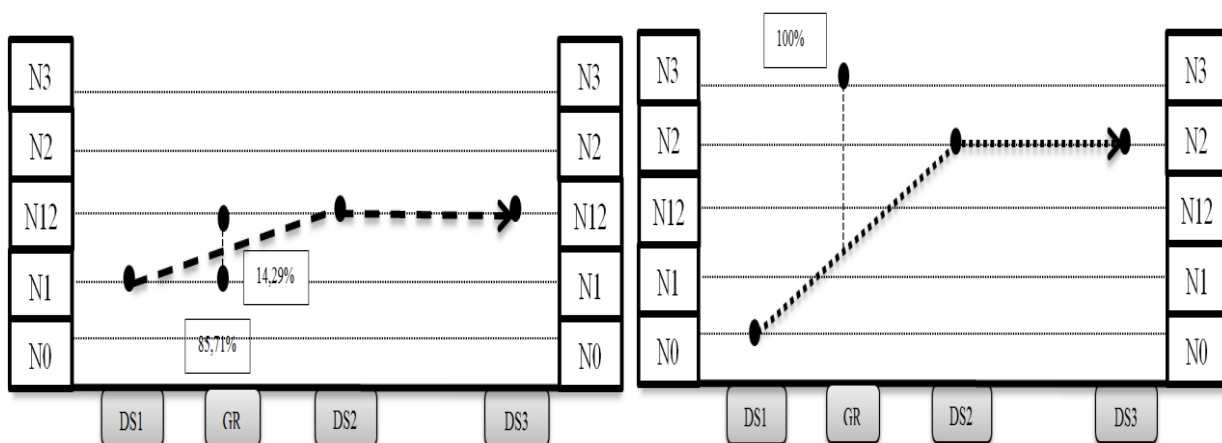 N3
N2
N12
N1
N0
14,29%
85,71%
N3
N2
N12
N1
N0
DS1
GR
DS2
DS3
100%
N3
N2
N12
N1
N0
N3
N2
N12
N1
N0
DS1
GR
DS2
DS3